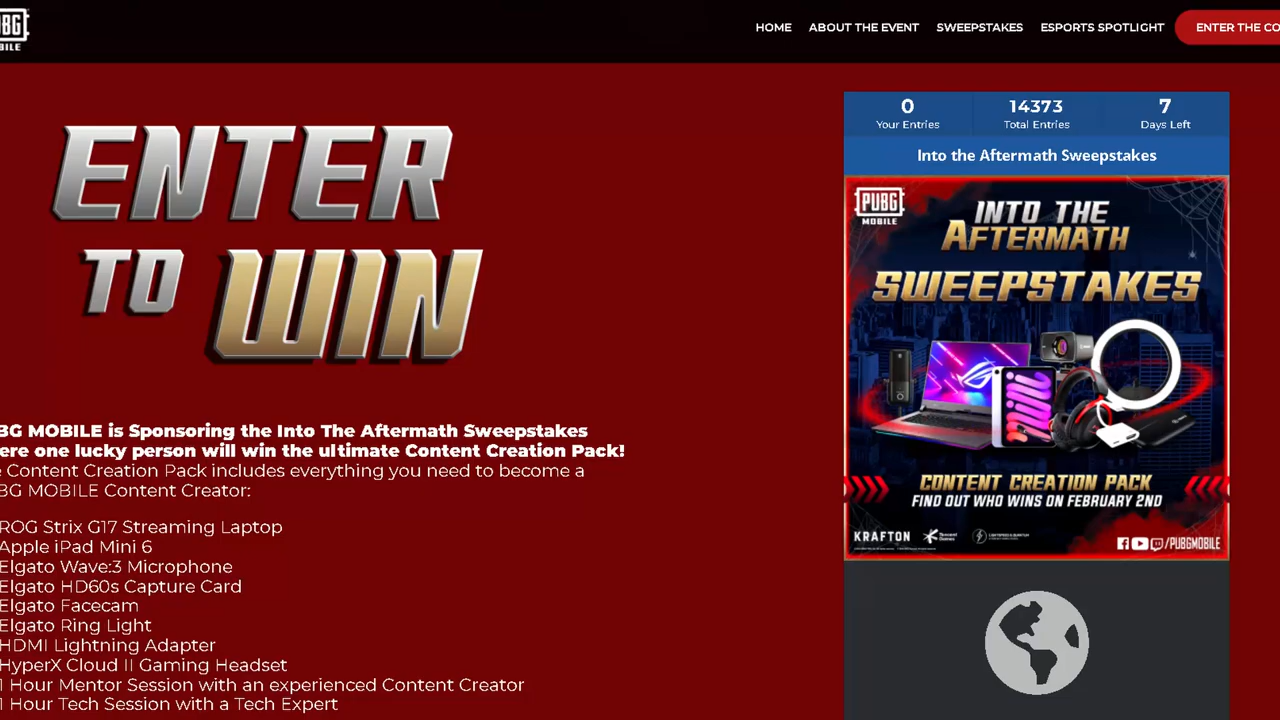 BG
BILE
HOME ABOUT THE EVENT SWEEPSTAKES ESPORTS SPOTLIGHT ENTER THE CO
ENTER
TO WIN
0 14373 7
Your Entries Total Entries Days Left
Into the Aftermath Sweepstakes
PUBG
MOBILE
INTO THE
AFTERMATH
SWEEPSTAKES
CONTENT CREATION PACK
FIND OUT WHO WINS ON FEBRUARY 2ND
KRAFTON Tencent Games /PUBGMOBILE
BG MOBILE is Sponsoring the Into The Aftermath Sweepstakes
ere one lucky person will win the ultimate Content Creation Pack!
e Content Creation Pack includes everything you need to become a
BG MOBILE Content Creator:
ROG Strix G17 Streaming Laptop
Apple iPad Mini 6
Elgato Wave:3 Microphone
Elgato HD60s Capture Card
Elgato Facecam
Elgato Ring Light
HDMI Lightning Adapter
HyperX Cloud II Gaming Headset
1 Hour Mentor Session with an experienced Content Creator
1 Hour Tech Session with a Tech Expert